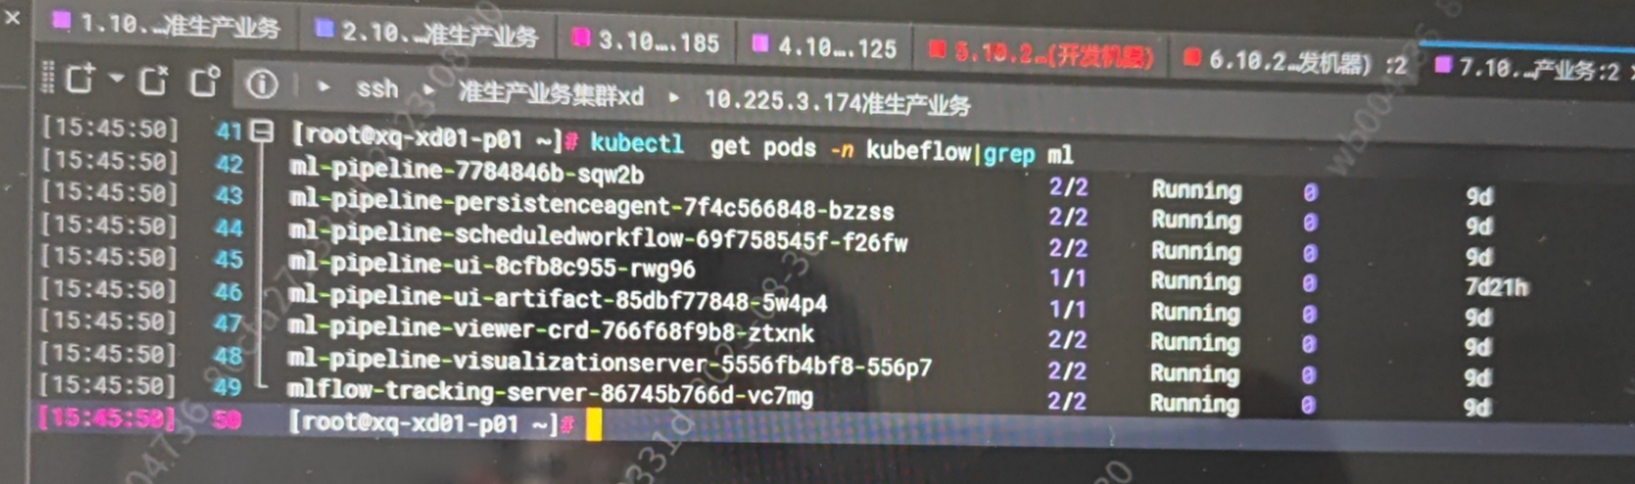 1.10.…准生产业务 2.10.…准生产业务 3.10….185 4.10….125 5.10.2…(开发机器) 6.10.2…发机器) :2 7.10.…产业务:2
ssh 准生产业务集群xd 10.225.3.174准生产业务
[15:45:50] 41 [root@xq-xd01-p01 ~]# kubectl get pods -n kubeflow|grep ml
[15:45:50] 42 ml-pipeline-7784846b-sqw2b 2/2 Running 0 9d
[15:45:50] 43 ml-pipeline-persistenceagent-7f4c566848-bzzss 2/2 Running 0 9d
[15:45:50] 44 ml-pipeline-scheduledworkflow-69f758545f-f26fw 2/2 Running 0 9d
[15:45:50] 45 ml-pipeline-ui-8cfb8c955-rwg96 1/1 Running 0 7d21h
[15:45:50] 46 ml-pipeline-ui-artifact-85dbf77848-5w4p4 1/1 Running 0 9d
[15:45:50] 47 ml-pipeline-viewer-crd-766f68f9b8-ztxnk 2/2 Running 0 9d
[15:45:50] 48 ml-pipeline-visualizationserver-5556fb4bf8-556p7 2/2 Running 0 9d
[15:45:50] 49 mlflow-tracking-server-86745b766d-vc7mg 2/2 Running 0 9d
[15:45:50] 50 [root@xq-xd01-p01 ~]#